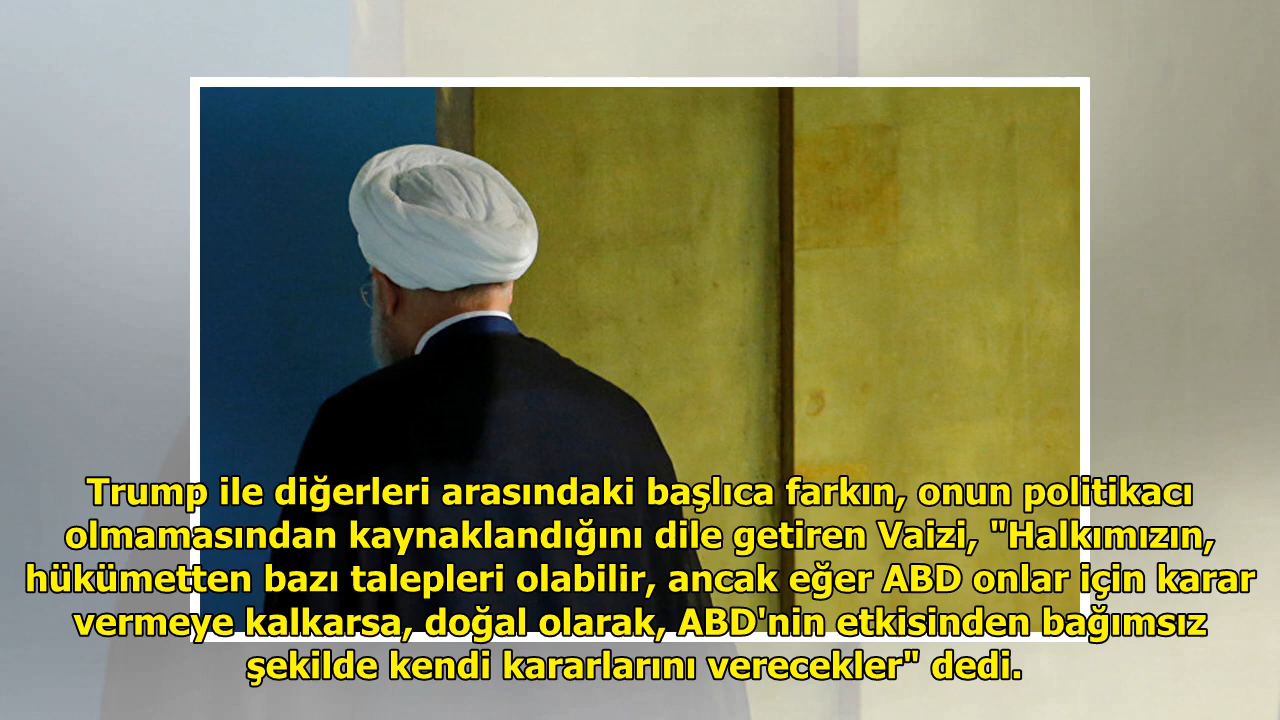 Trump ile diğerleri arasındaki başlıca farkın, onun politikacı
olmamasından kaynaklandığını dile getiren Vaizi, "Halkımızın,
hükümetten bazı talepleri olabilir, ancak eğer ABD onlar için karar
vermeye kalkarsa, doğal olarak, ABD'nin etkisinden bağımsız
şekilde kendi kararlarını verecekler" dedi.